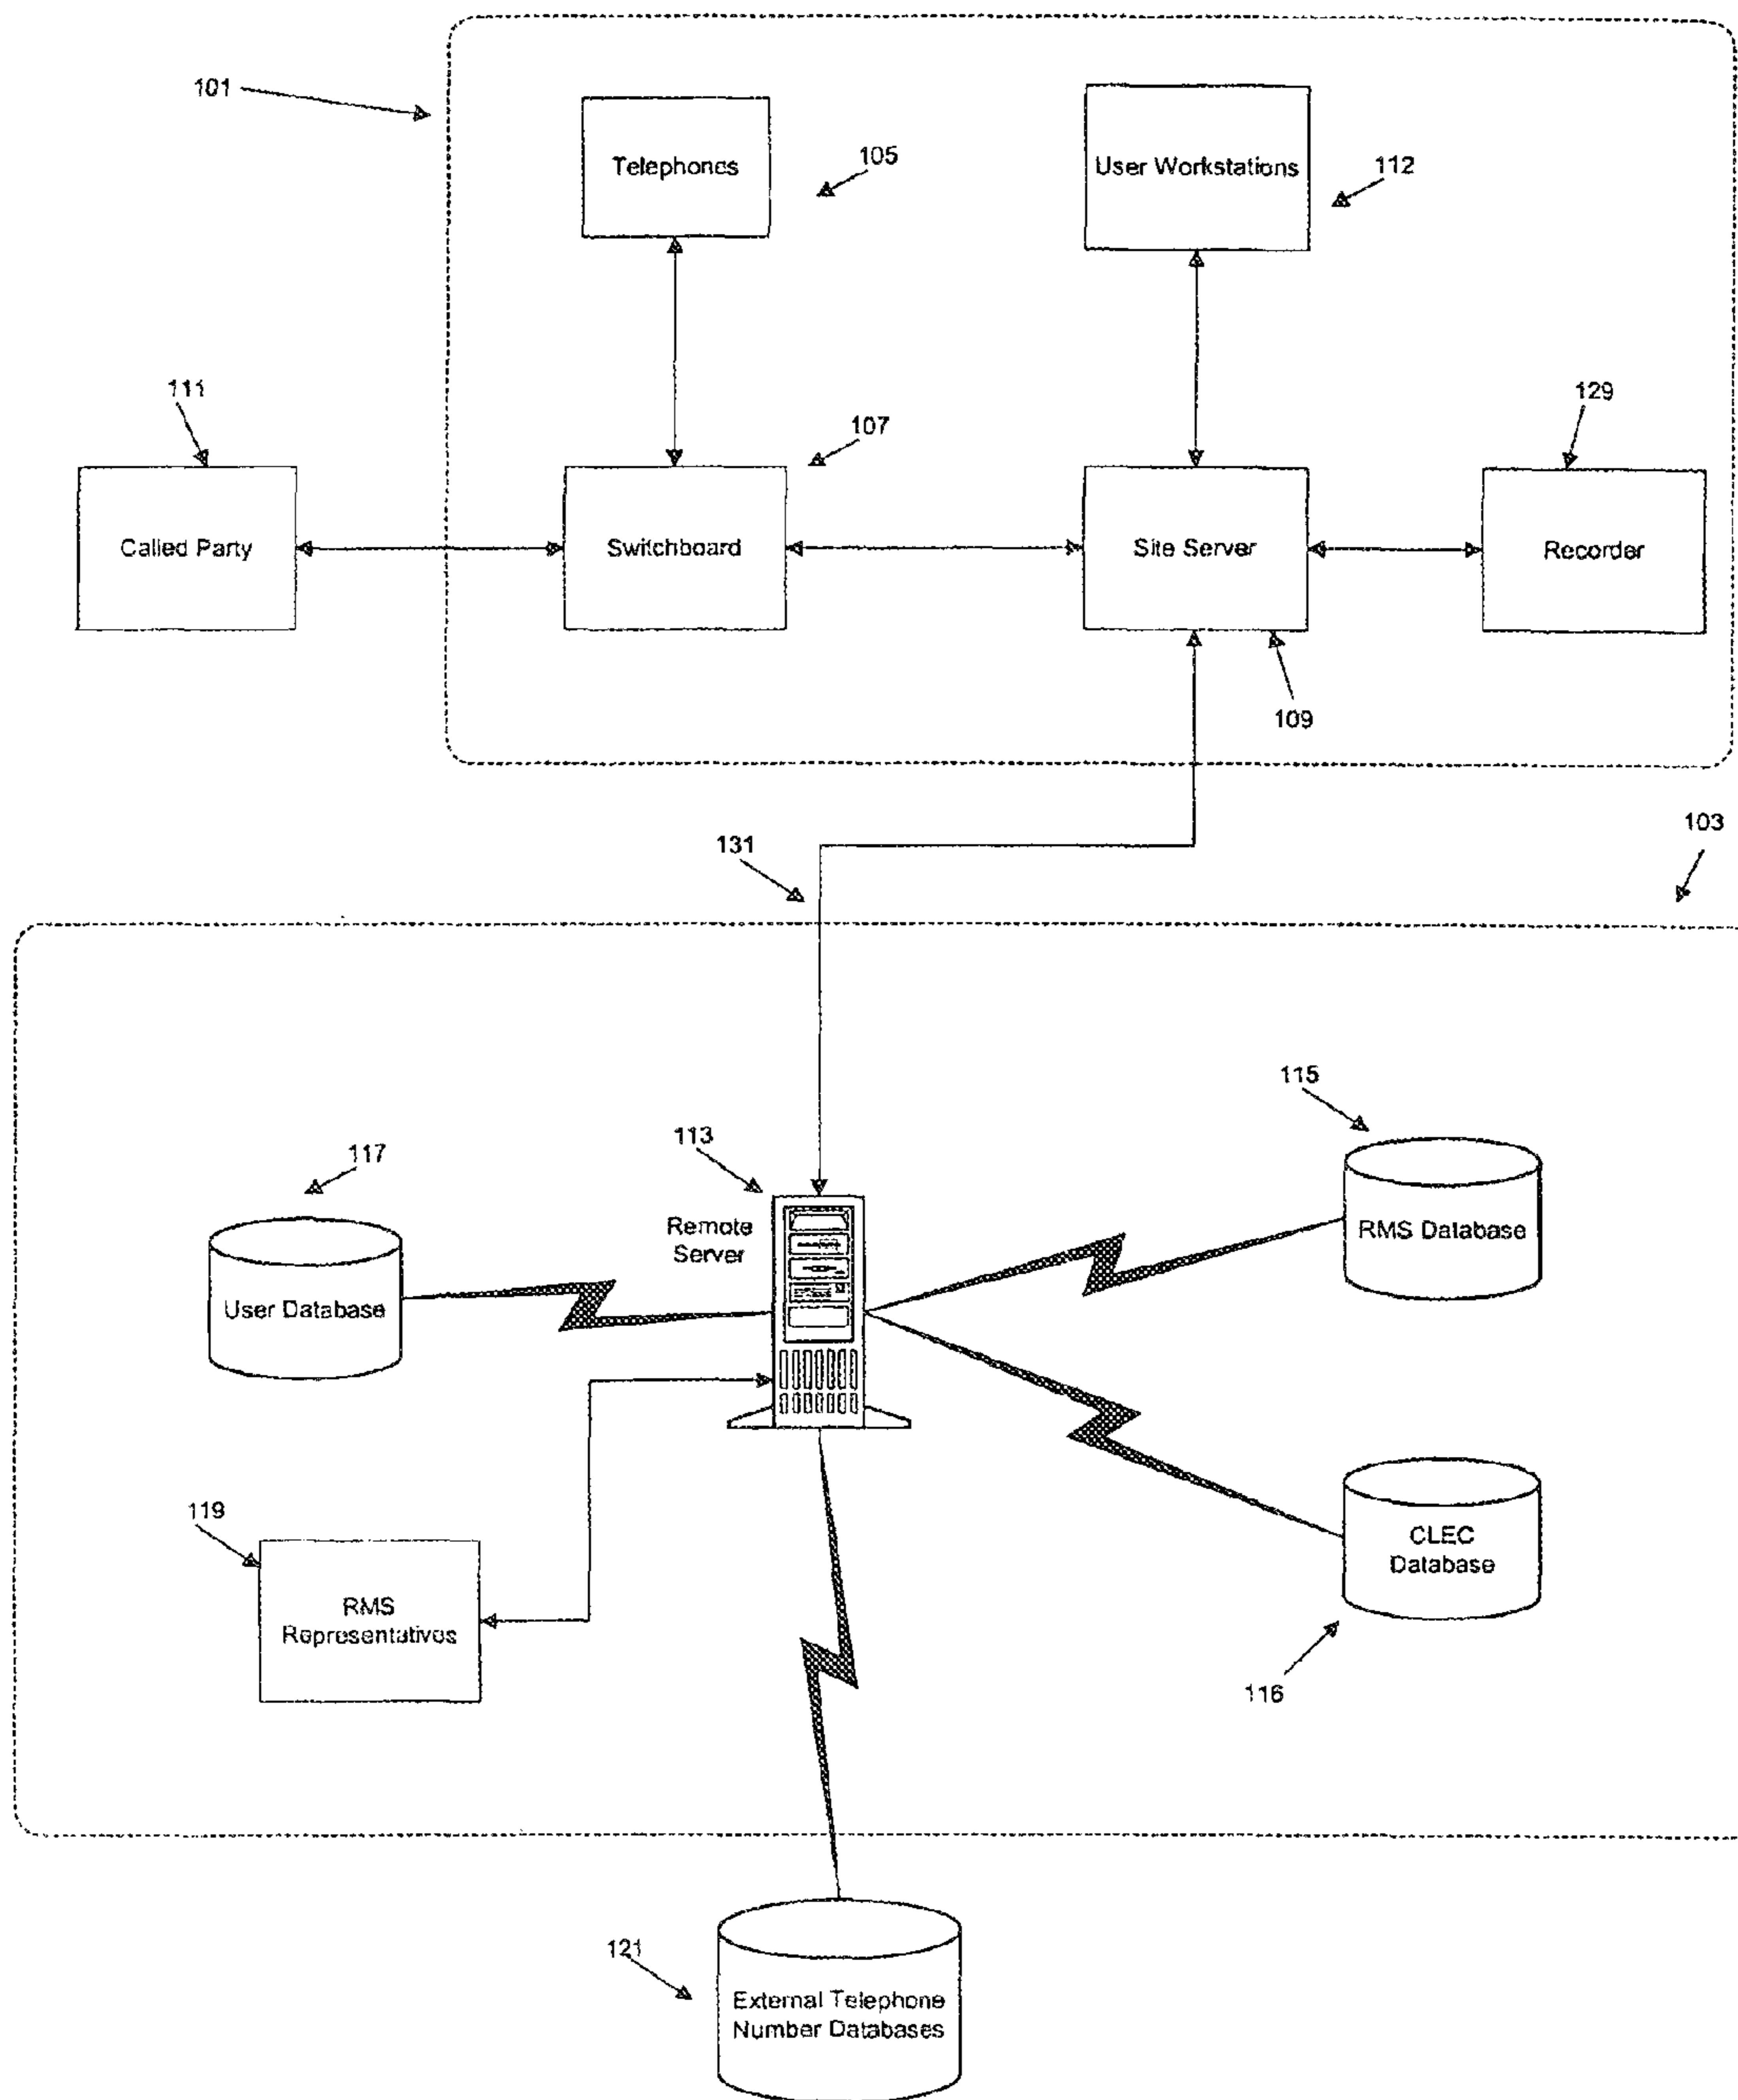 101
Telephones
105
User Workstations
112
111
107
129
Called Party
Switchboard
Site Server
Recorder
109
103
131
115
113
117
Remote
Server
RMS Database
User Database
119
CLEC
Database
RMS
Representatives
116
121
External Telephone
Number Databases